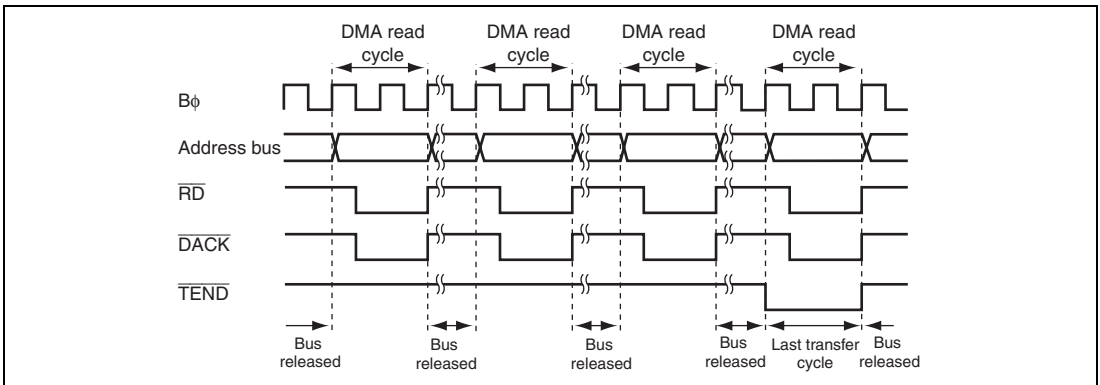 DMA read cycle
DMA read cycle
DMA read cycle
DMA read cycle
Bϕ
Address bus
RD
DACK
TEND
Bus released
Bus released
Bus released
Bus released
Last transfer cycle
Bus released